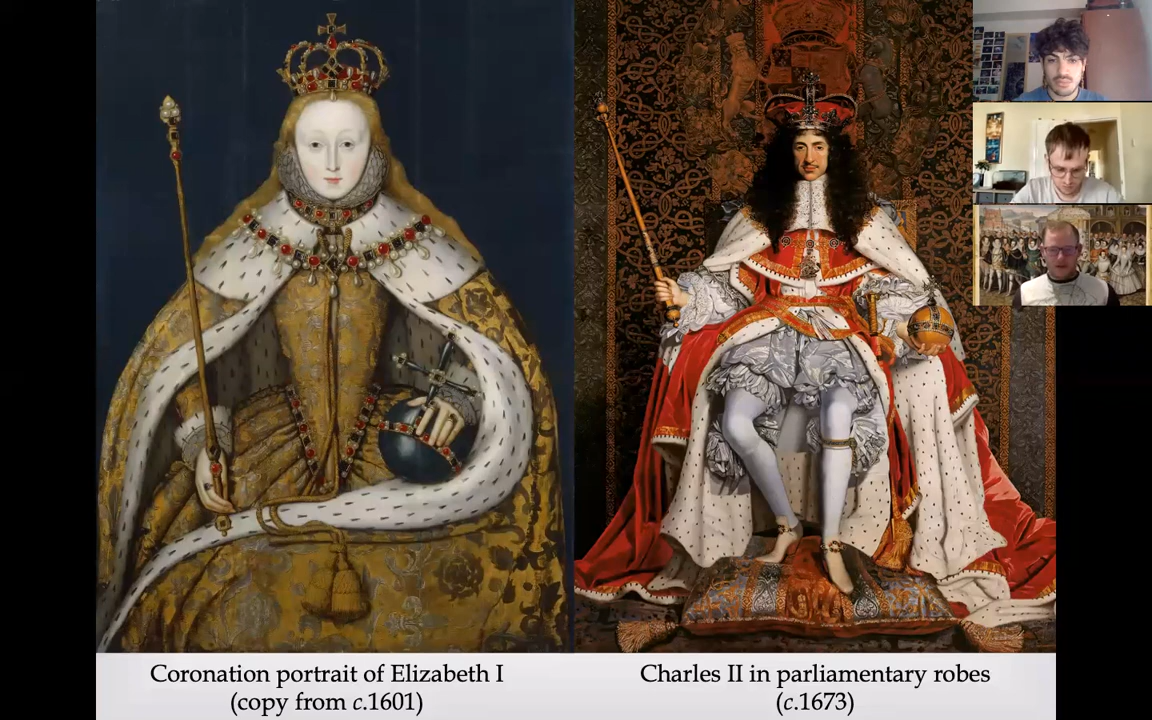 Coronation portrait of Elizabeth I
(copy from c.1601)
Charles II in parliamentary robes
(c.1673)